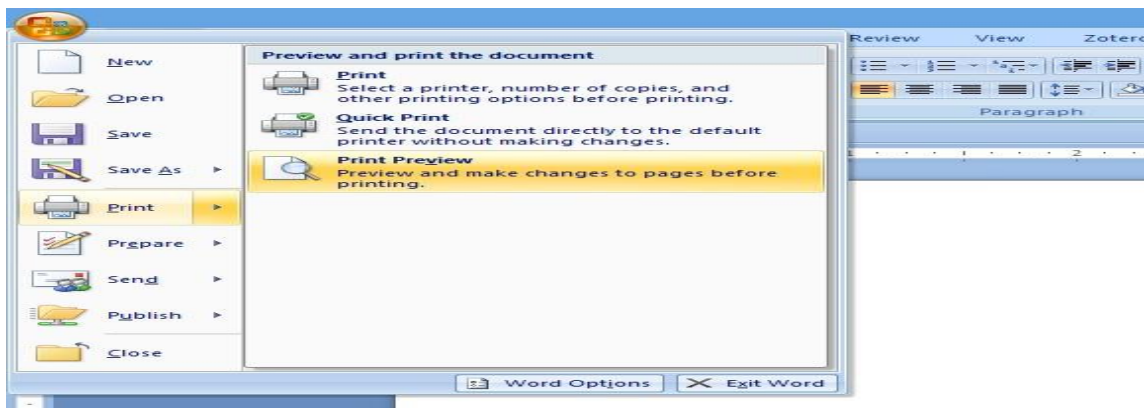 Review View
Preview and print the document
New
Print
Select a printer, number of copies, and
other printing options before printing.
Open
Quick Print
Send the document directly to the default
printer without making changes.
Save
Print Preview
Preview and make changes to pages before
printing.
Save As
Print
Prepare
Send
Publish
Close
Paragraph
1 2
Word Options Exit Word